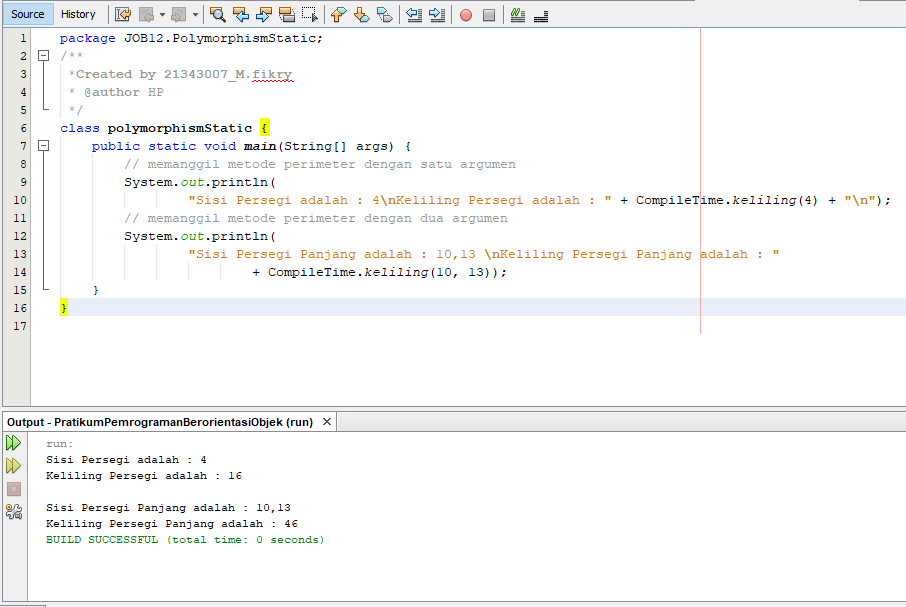 Source History
1 package JOB12.PolymorphismStatic;
2 /**
3 *Created by 21343007_M.fikry
4 * @author HP
5 */
6 class polymorphismStatic {
7 public static void main(String[] args) {
8 // memanggil metode perimeter dengan satu argumen
9 System.out.println(
10 "Sisi Persegi adalah : 4\nKeliling Persegi adalah : " + CompileTime.keliling(4) + "\n");
11 // memanggil metode perimeter dengan dua argumen
12 System.out.println(
13 "Sisi Persegi Panjang adalah : 10,13 \nKeliling Persegi Panjang adalah : "
14 + CompileTime.keliling(10, 13));
15 }
16 }
17
Output - PratikumPemrogramanBerorientasiObjek (run) ×
run:
Sisi Persegi adalah : 4
Keliling Persegi adalah : 16
Sisi Persegi Panjang adalah : 10,13
Keliling Persegi Panjang adalah : 46
BUILD SUCCESSFUL (total time: 0 seconds)